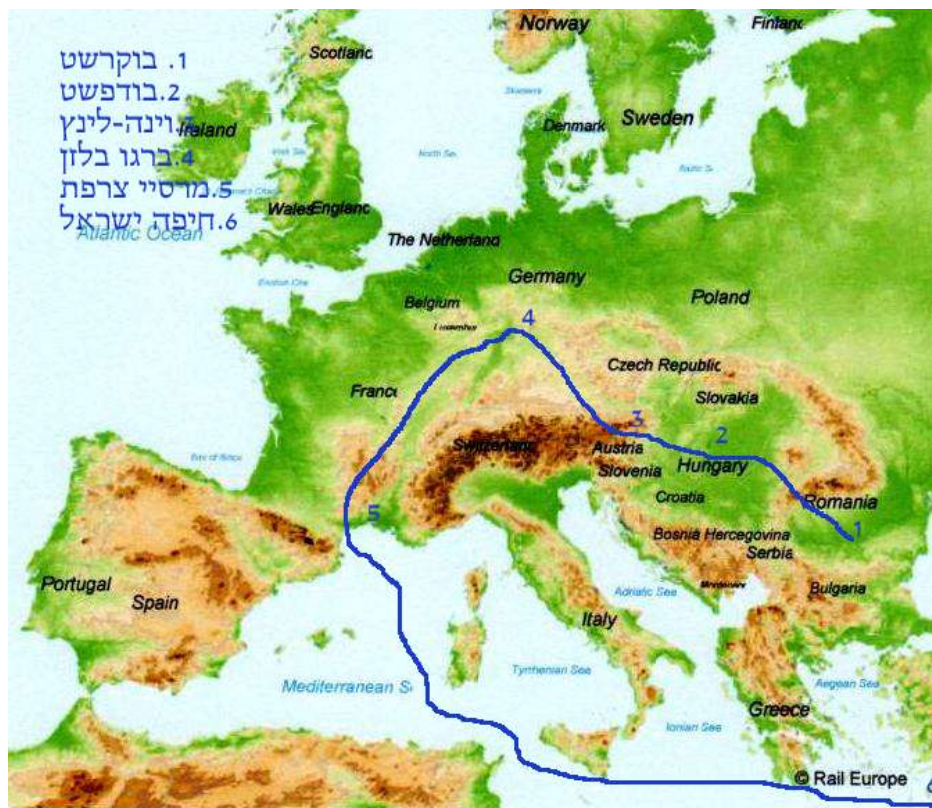 Norway
Finland
Scotland
1. בוקרשט
2.בודפשט
3.וינה-לינץ
4.ברגו בלזן
5.מרסיי צרפת
6.חיפה ישראל
Ireland
Denmark
Sweden
North Se
Wales
England
Atlantic Ocean
The Netherland
Germany
Belgium
Poland
4
Czech Republic
France
Slovakia
3
2
Switzerland
Austria
Hungary
Slovenia
Croatia
Romania
5
1
Bosnia Hercegovina
Serbia
Portugal
Spain
Bulgaria
Adriatic Sea
Italy
Tyrrhenian Sea
Mediterranean S
Aegean Sea
Greece
Ionian Sea
© Rail Europe
6